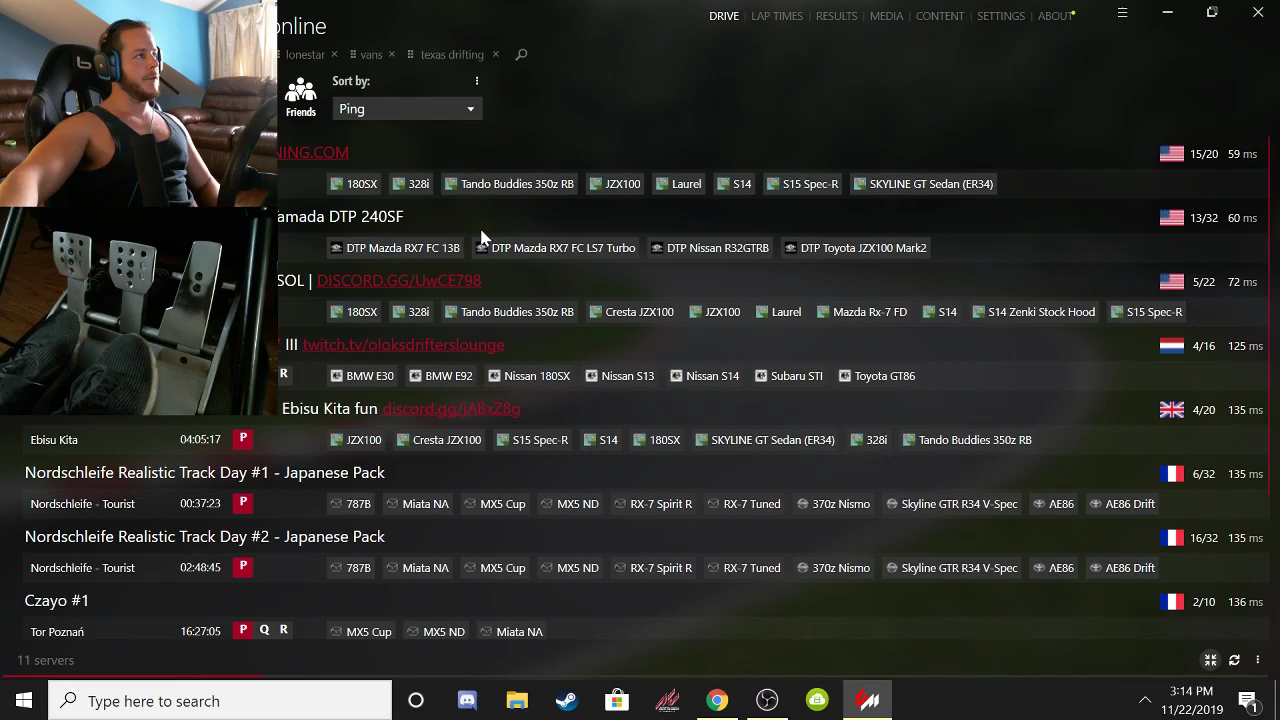 online
DRIVE | LAP TIMES | RESULTS | MEDIA | CONTENT | SETTINGS | ABOUT
lonestar × vans × texas drifting ×
Sort by:
Friends
Ping
NING.COM 15/20 59 ms
180SX 328i Tando Buddies 350z RB JZX100 Laurel S14 S15 Spec-R SKYLINE GT Sedan (ER34)
amada DTP 240SF 13/32 60 ms
DTP Mazda RX7 FC 13B DTP Mazda RX7 FC LS7 Turbo DTP Nissan R32GTRB DTP Toyota JZX100 Mark2
SOL | DISCORD.GG/UwCE798 5/22 72 ms
180SX 328i Tando Buddies 350z RB Cresta JZX100 JZX100 Laurel Mazda Rx-7 FD S14 S14 Zenki Stock Hood S15 Spec-R
III twitch.tv/oloksdrifterslounge 4/16 125 ms
R BMW E30 BMW E92 Nissan 180SX Nissan S13 Nissan S14 Subaru STI Toyota GT86
Ebisu Kita fun discord.gg/jABxZ8g 4/20 135 ms
Ebisu Kita 04:05:17 P JZX100 Cresta JZX100 S15 Spec-R S14 180SX SKYLINE GT Sedan (ER34) 328i Tando Buddies 350z RB
Nordschleife Realistic Track Day #1 - Japanese Pack 6/32 135 ms
Nordschleife - Tourist 00:37:23 P 787B Miata NA MX5 Cup MX5 ND RX-7 Spirit R RX-7 Tuned 370z Nismo Skyline GTR R34 V-Spec AE86 AE86 Drift
Nordschleife Realistic Track Day #2 - Japanese Pack 16/32 135 ms
Nordschleife - Tourist 02:48:45 P 787B Miata NA MX5 Cup MX5 ND RX-7 Spirit R RX-7 Tuned 370z Nismo Skyline GTR R34 V-Spec AE86 AE86 Drift
Czayo #1 2/10 136 ms
Tor Poznań 16:27:05 P Q R MX5 Cup MX5 ND Miata NA
11 servers
Type here to search
3:14 PM
11/22/2019
1